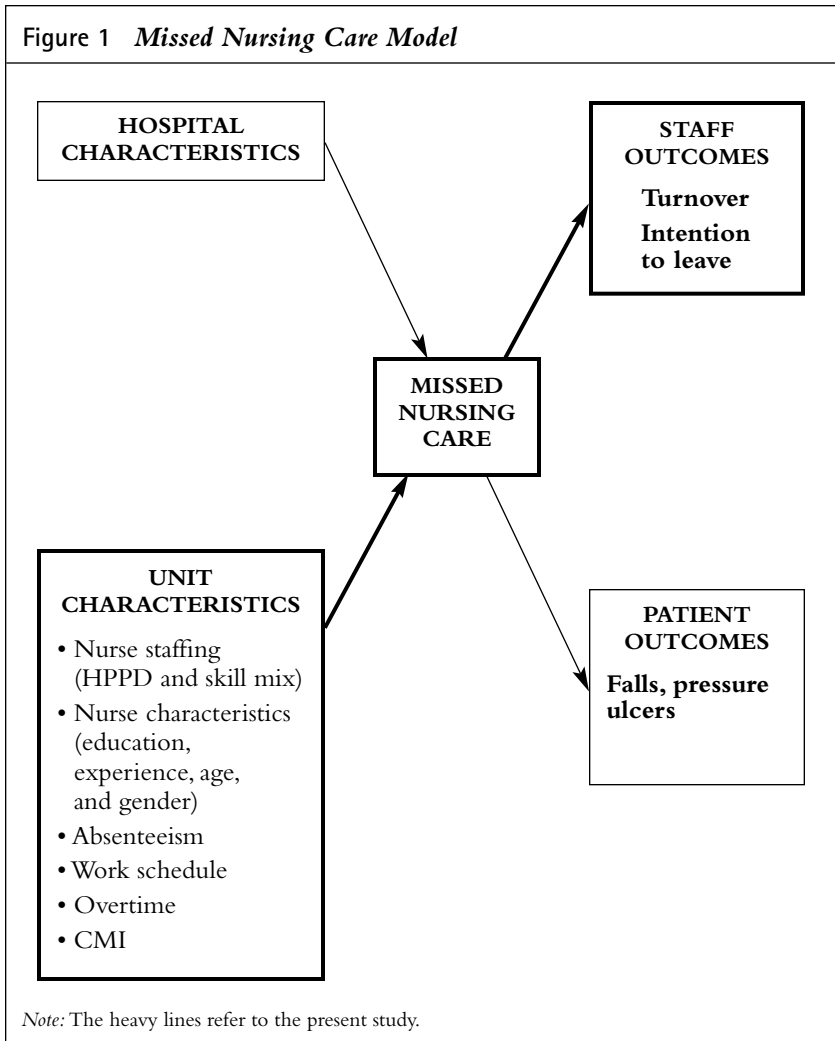 Figure 1 Missed Nursing Care Model
HOSPITAL
CHARACTERISTICS
STAFF
OUTCOMES
Turnover
Intention
to leave
MISSED
NURSING
CARE
UNIT
CHARACTERISTICS
• Nurse staffing
(HPPD and skill mix)
• Nurse characteristics
(education,
experience, age,
and gender)
• Absenteeism
• Work schedule
• Overtime
• CMI
PATIENT
OUTCOMES
Falls, pressure
ulcers
Note: The heavy lines refer to the present study.